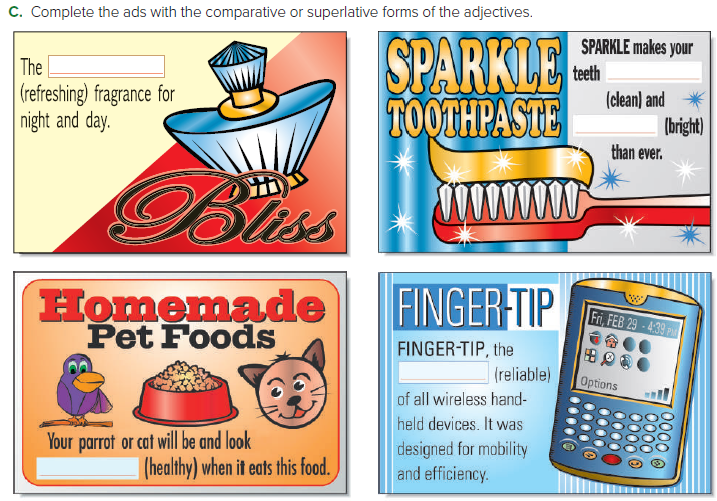 C. Complete the ads with the comparative or superlative forms of the adjectives.
The
(refreshing) fragrance for
night and day.
Bliss
SPARKLE
TOOTHPASTE
SPARKLE makes your
teeth
(clean) and
(bright)
than ever.
Homemade
Pet Foods
Your parrot or cat will be and look
(healthy) when it eats this food.
FINGER-TIP
FINGER-TIP, the
(reliable)
of all wireless hand-
held devices. It was
designed for mobility
and efficiency.
Fri, FEB 29 - 4:39 PM
Options